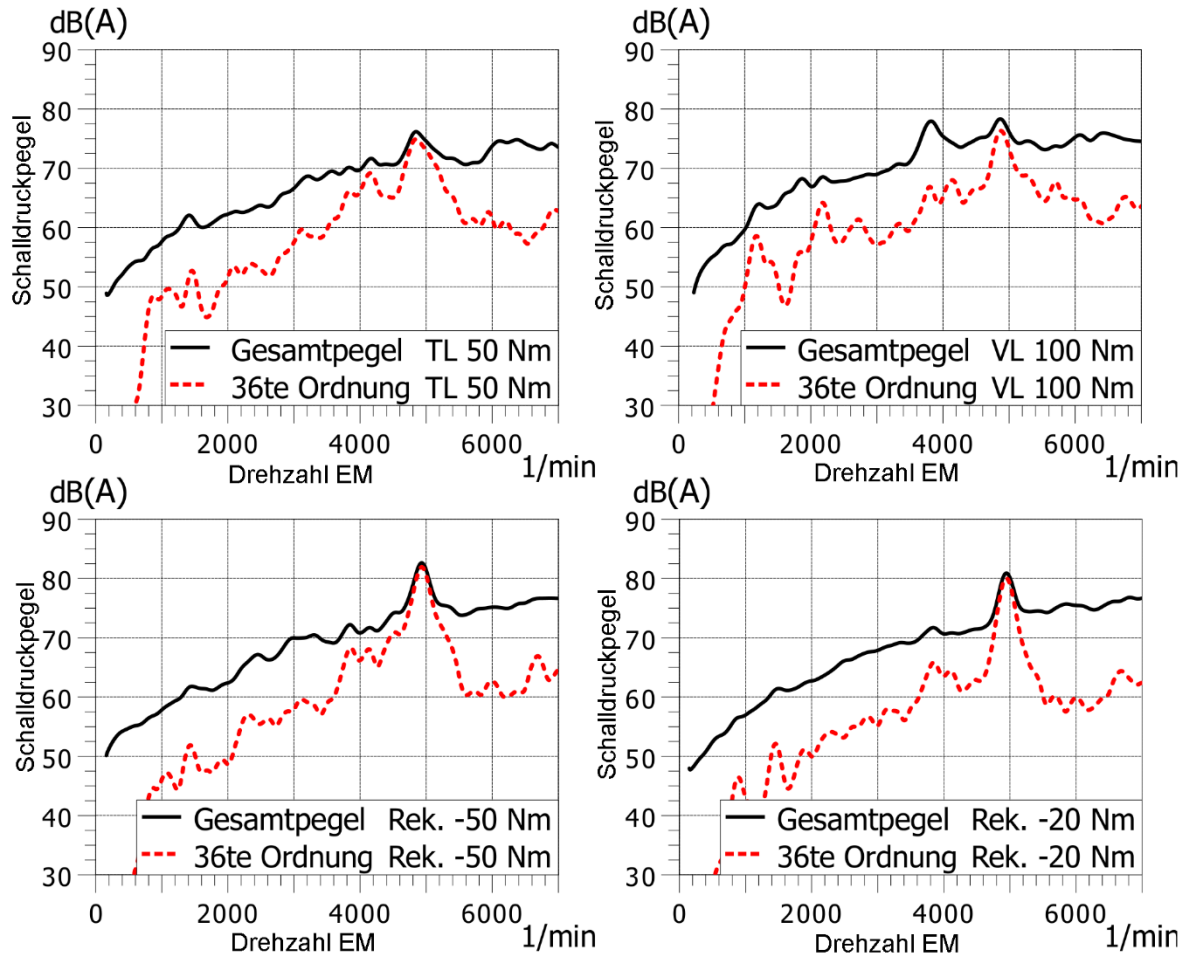 dB(A)
90
80
70
60
50
40
30
Schalldruckpegel
Gesamtpegel TL 50 Nm
36te Ordnung TL 50 Nm
0 2000 4000 6000
Drehzahl EM 1/min
dB(A)
90
80
70
60
50
40
30
Schalldruckpegel
Gesamtpegel VL 100 Nm
36te Ordnung VL 100 Nm
0 2000 4000 6000
Drehzahl EM 1/min
dB(A)
90
80
70
60
50
40
30
Schalldruckpegel
Gesamtpegel Rek. -50 Nm
36te Ordnung Rek. -50 Nm
0 2000 4000 6000
Drehzahl EM 1/min
dB(A)
90
80
70
60
50
40
30
Schalldruckpegel
Gesamtpegel Rek. -20 Nm
36te Ordnung Rek. -20 Nm
0 2000 4000 6000
Drehzahl EM 1/min